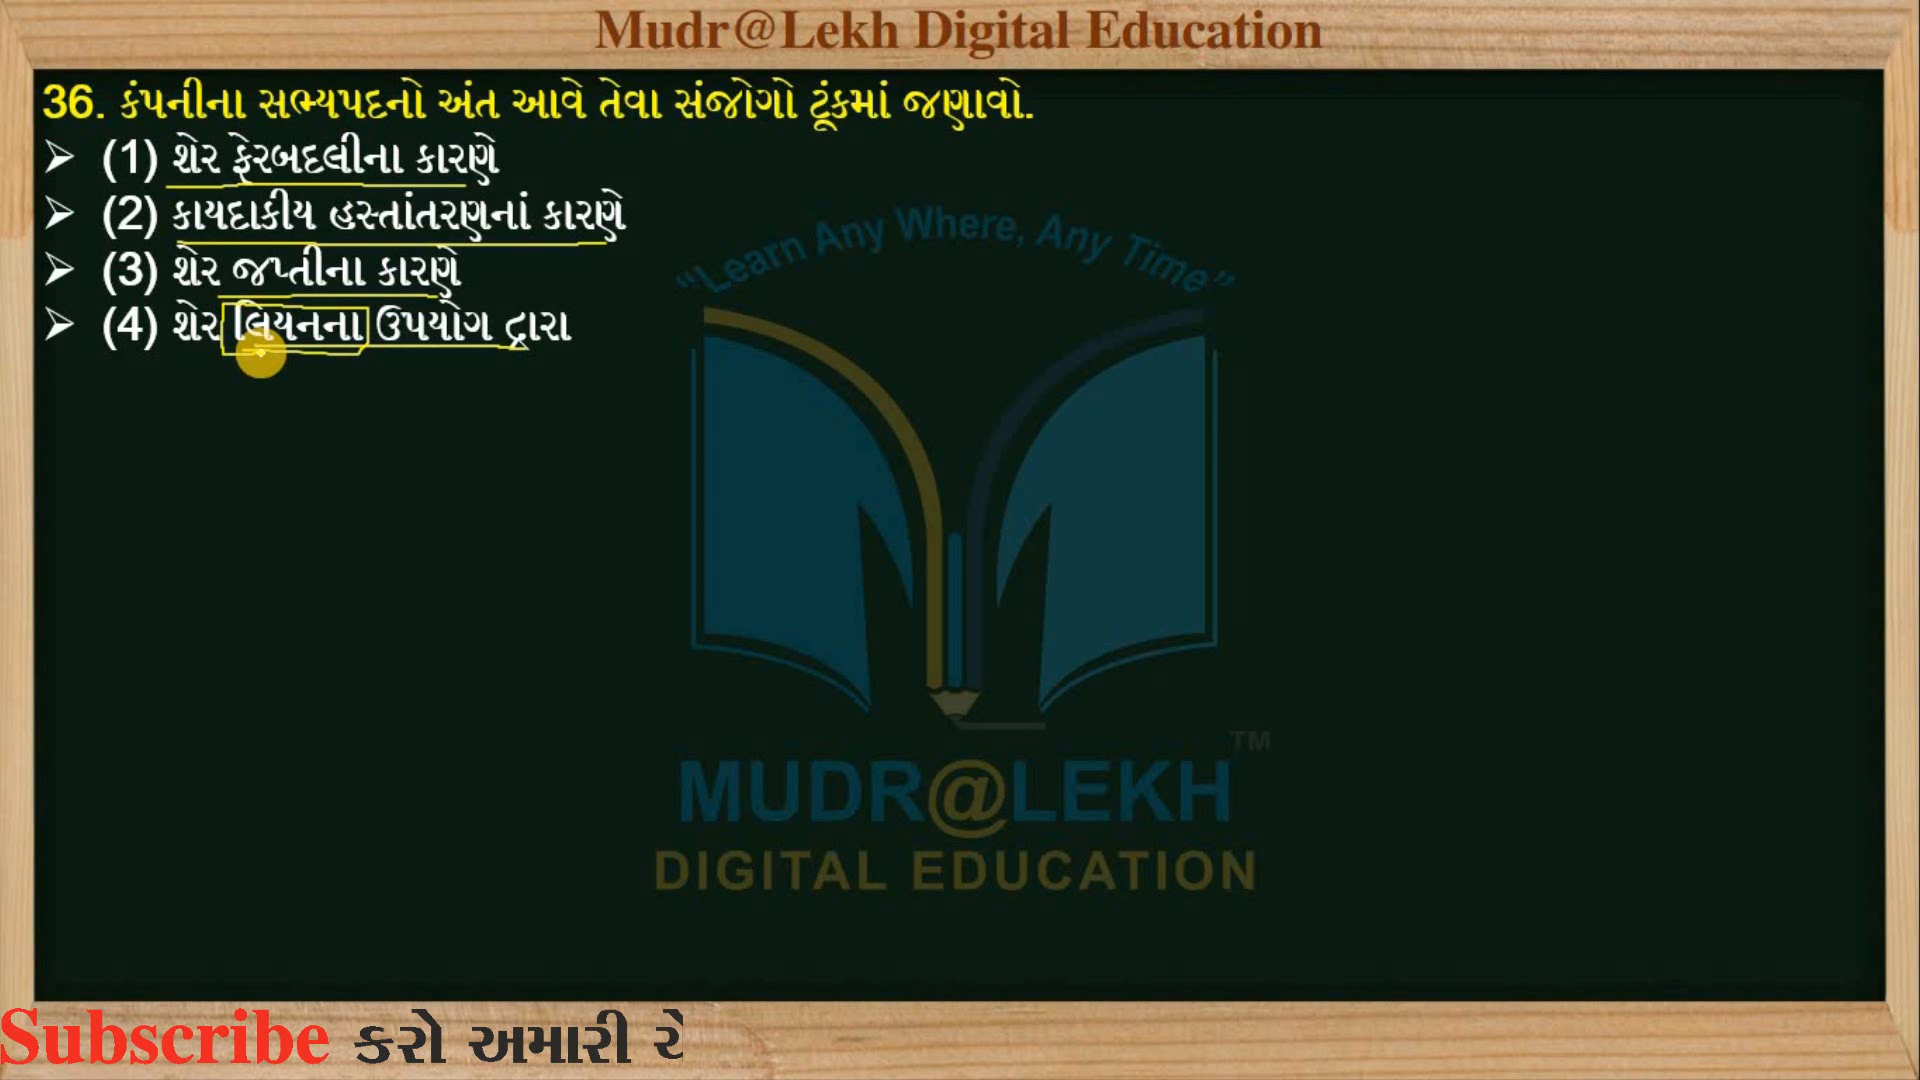 Mudr@Lekh Digital Education
36. કંપનીના સભ્યપદનો અંત આવે તેવા સંજોગો ટૂંકમાં જણાવો.
➢ (1) શેર ફેરબદલીના કારણે
➢ (2) કાયદાકીય હસ્તાંતરણનાં કારણે
➢ (3) શેર જપ્તીના કારણે
➢ (4) શેર લિયનના ઉપયોગ દ્વારા
“Learn Any Where, Any Time”
MUDR@LEKH TM
DIGITAL EDUCATION
Subscribe કરો અમારી રે